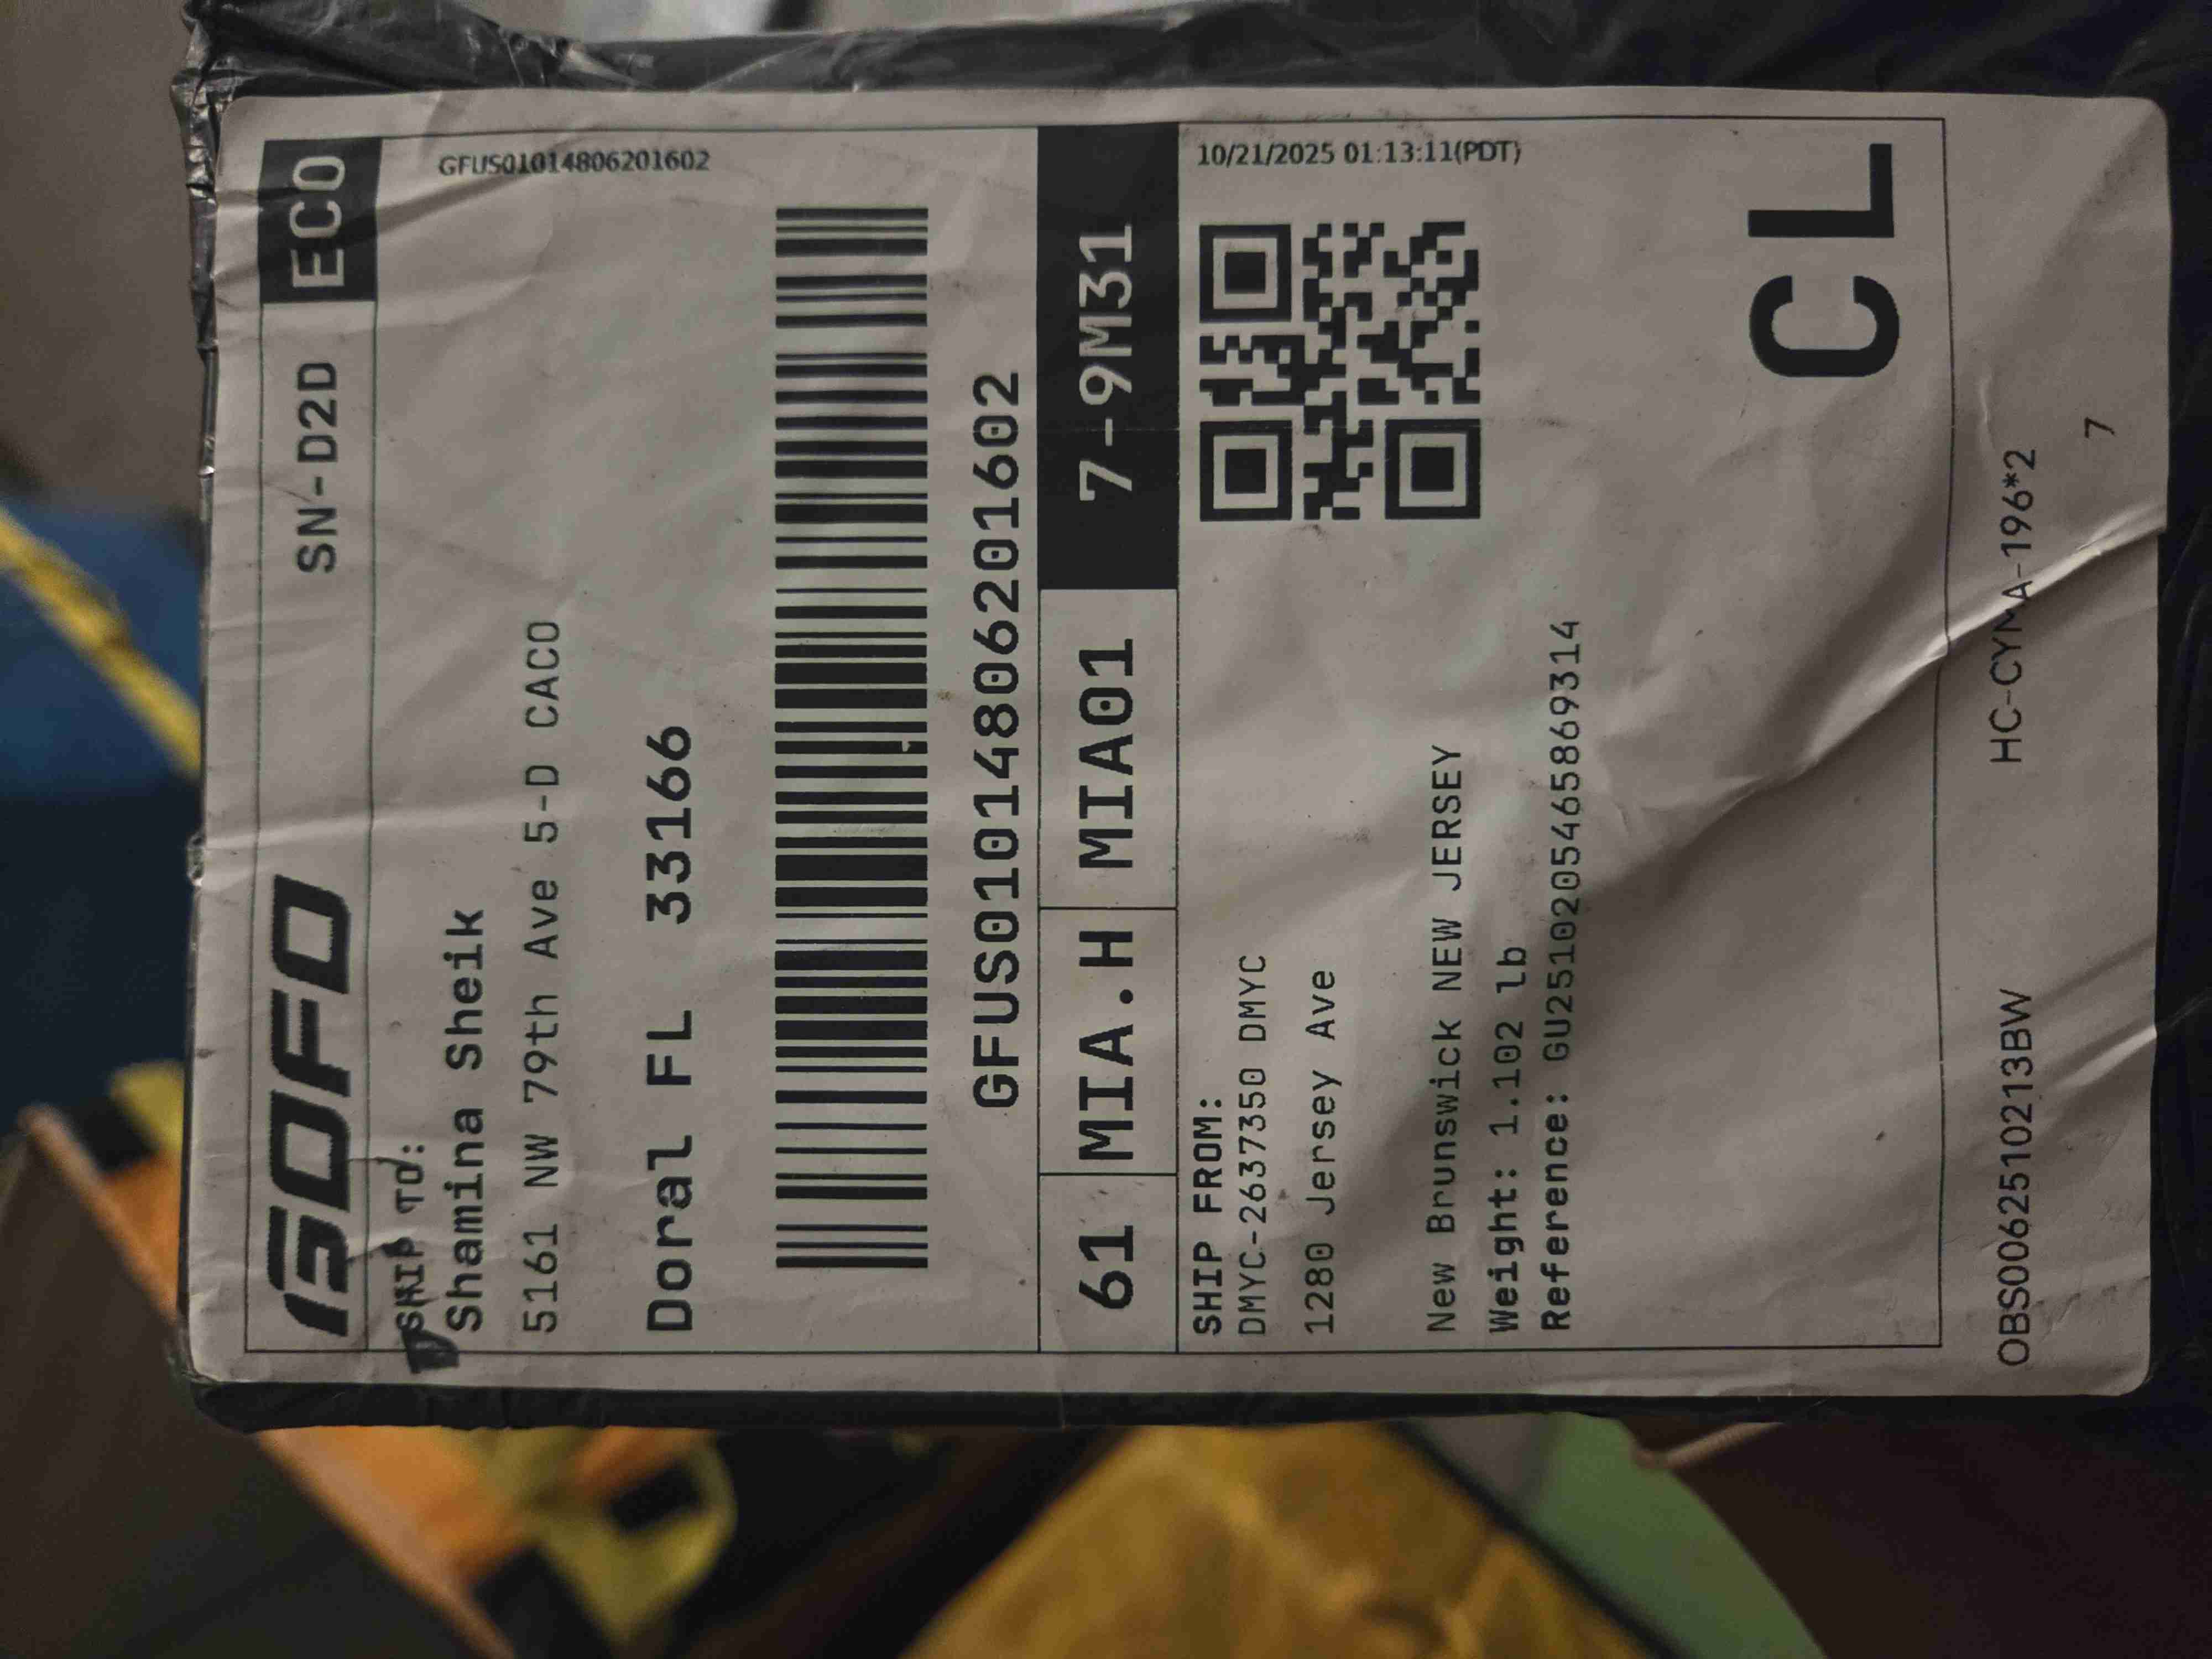 GOFO
SN-D2D ECO
GFUS01014806201602
SHIP TO:
Shamina Sheik
5161 NW 79th Ave 5-D CACO
Doral FL 33166
GFUS01014806201602
61 MIA.H MIA01 7-9M31
10/21/2025 01:13:11(PDT)
SHIP FROM:
DMYC-2637350 DMYC
1280 Jersey Ave
New Brunswick NEW JERSEY
Weight: 1.102 lb
Reference: GU2510205465869314
CL
OBS0062510213BW HC-CYMA-196*2
7